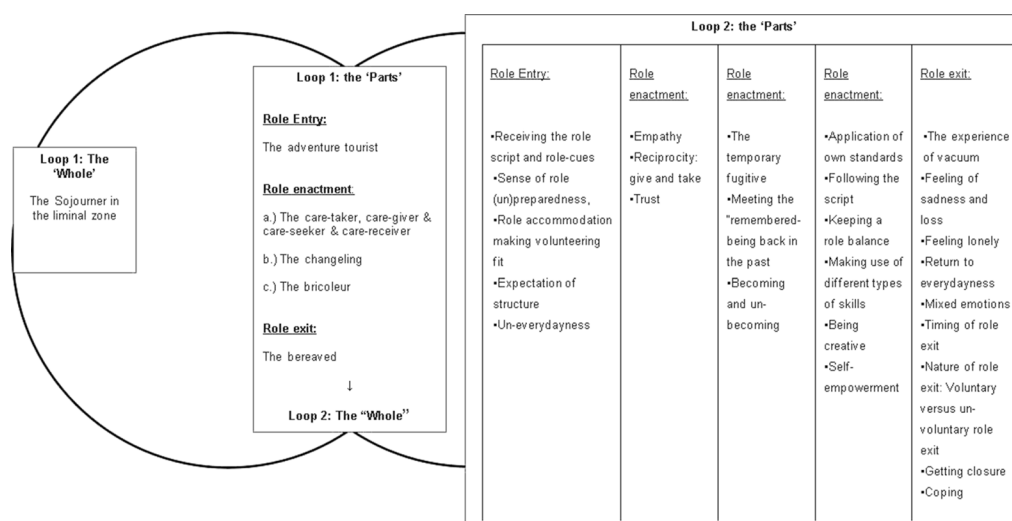 Loop 1: The
'Whole'
The Sojourner in
the liminal zone
Loop 1: the 'Parts'
Role Entry:
The adventure tourist
Role enactment:
a.) The care-taker, care-giver &
care-seeker & care-receiver
b.) The changeling
c.) The bricoleur
Role exit:
The bereaved
↓
Loop 2: The "Whole"
Loop 2: the 'Parts'
Role Entry:
•Receiving the role
script and role-cues
•Sense of role
(un)preparedness,
•Role accommodation
making volunteering
fit
•Expectation of
structure
•Un-everydayness
Role
enactment:
•Empathy
•Reciprocity:
give and take
•Trust
Role
enactment:
•The
temporary
fugitive
•Meeting the
"remembered-
being back in
the past
•Becoming
and un-
becoming
Role
enactment:
•Application of
own standards
•Following the
script
•Keeping a
role balance
•Making use of
different types
of skills
•Being
creative
•Self-
empowerment
Role exit:
•The experience
of vacuum
•Feeling of
sadness and
loss
•Feeling lonely
•Return to
everydayness
•Mixed emotions
•Timing of role
exit
•Nature of role
exit: Voluntary
versus un-
voluntary role
exit
•Getting closure
•Coping